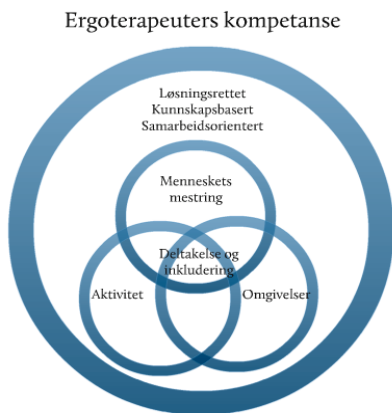 Ergoterapeuters kompetanse
Løsningsrettet
Kunnskapsbasert
Samarbeidsorientert
Menneskets
mestring
Deltakelse og
inkludering
Aktivitet
Omgivelser